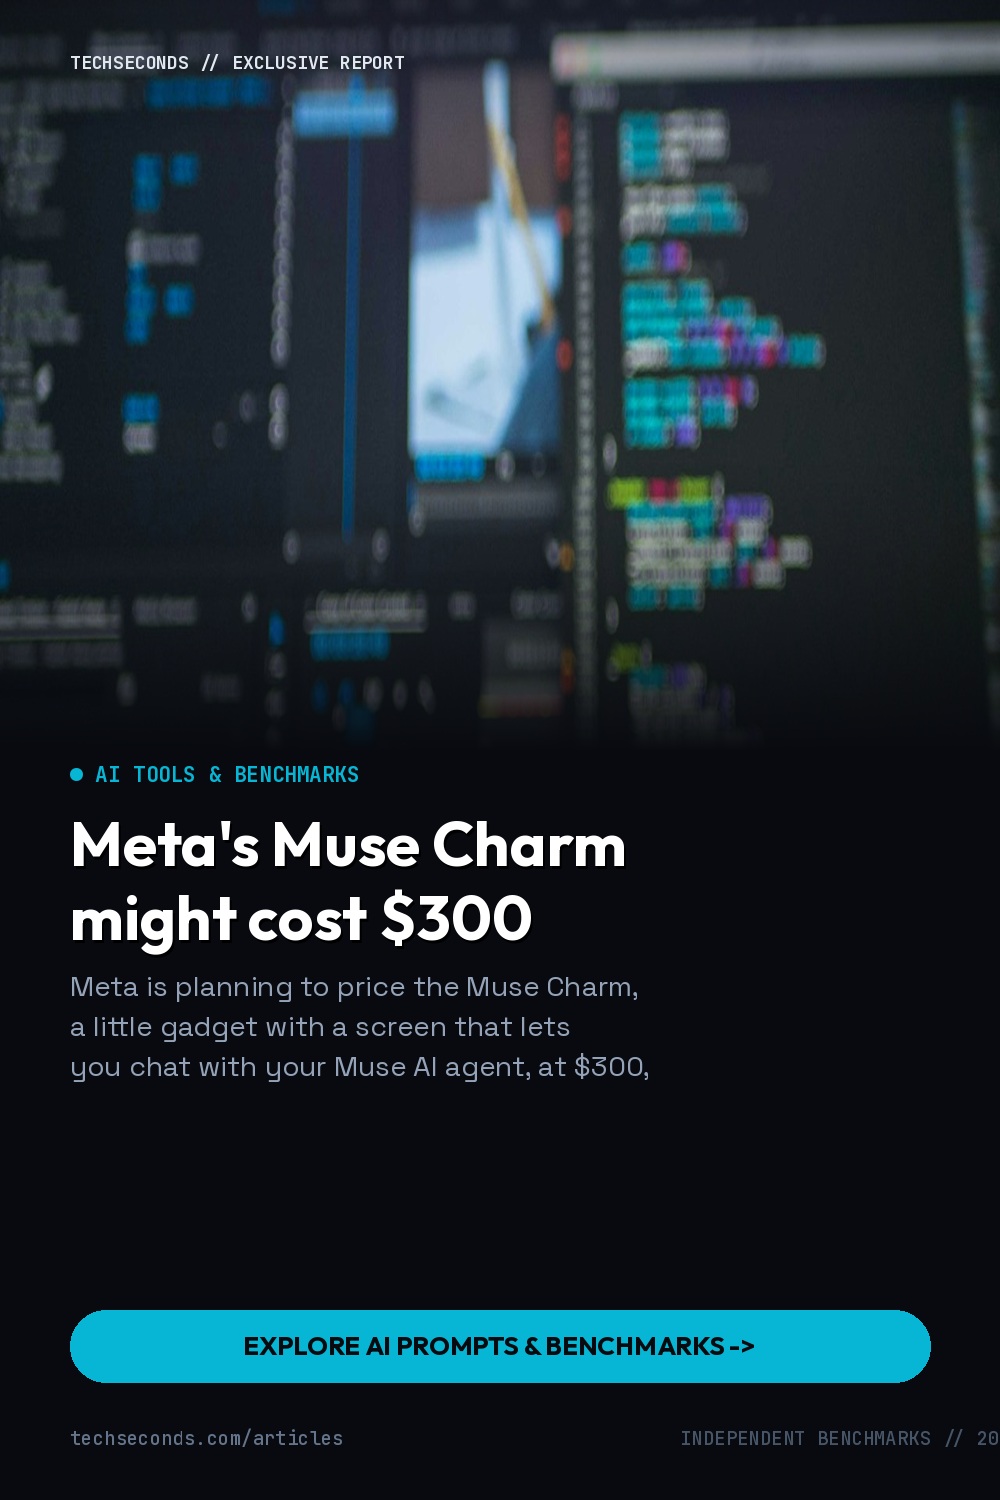 TECHSECONDS // EXCLUSIVE REPORT
AI TOOLS & BENCHMARKS
Meta's Muse Charm
might cost $300
Meta is planning to price the Muse Charm,
a little gadget with a screen that lets
you chat with your Muse AI agent, at $300,
EXPLORE AI PROMPTS & BENCHMARKS ->
techseconds.com/articles
INDEPENDENT BENCHMARKS // 20